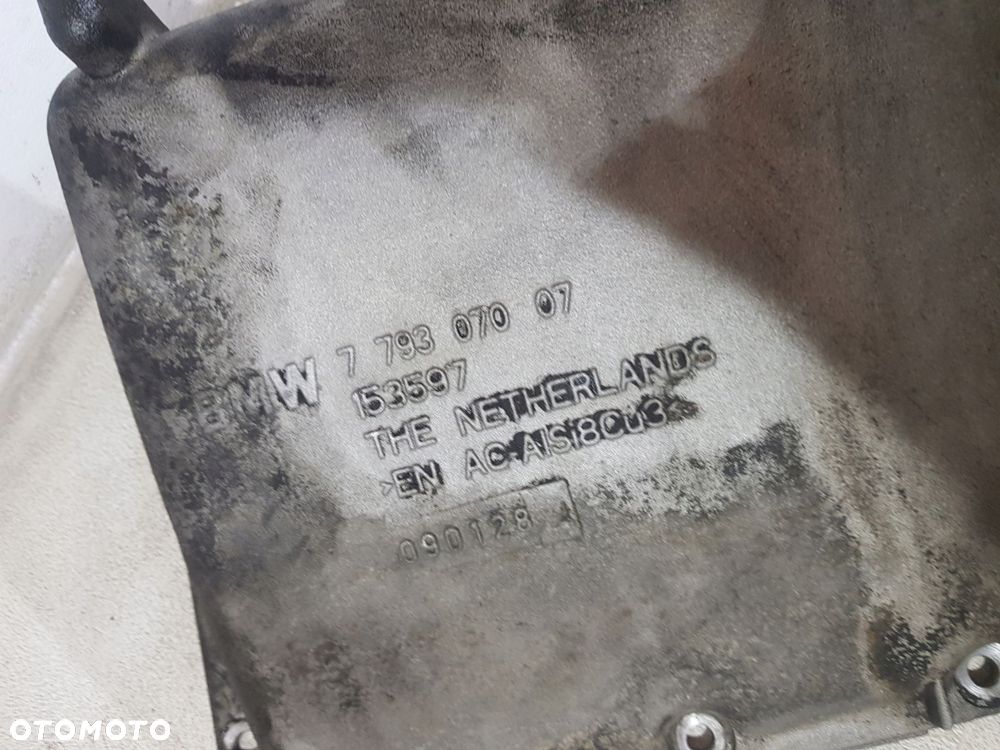 BMW 7 793 070 07
153597
THE NETHERLANDS
>EN AC-AlSi8Cu3<
090128
OTOMOTO